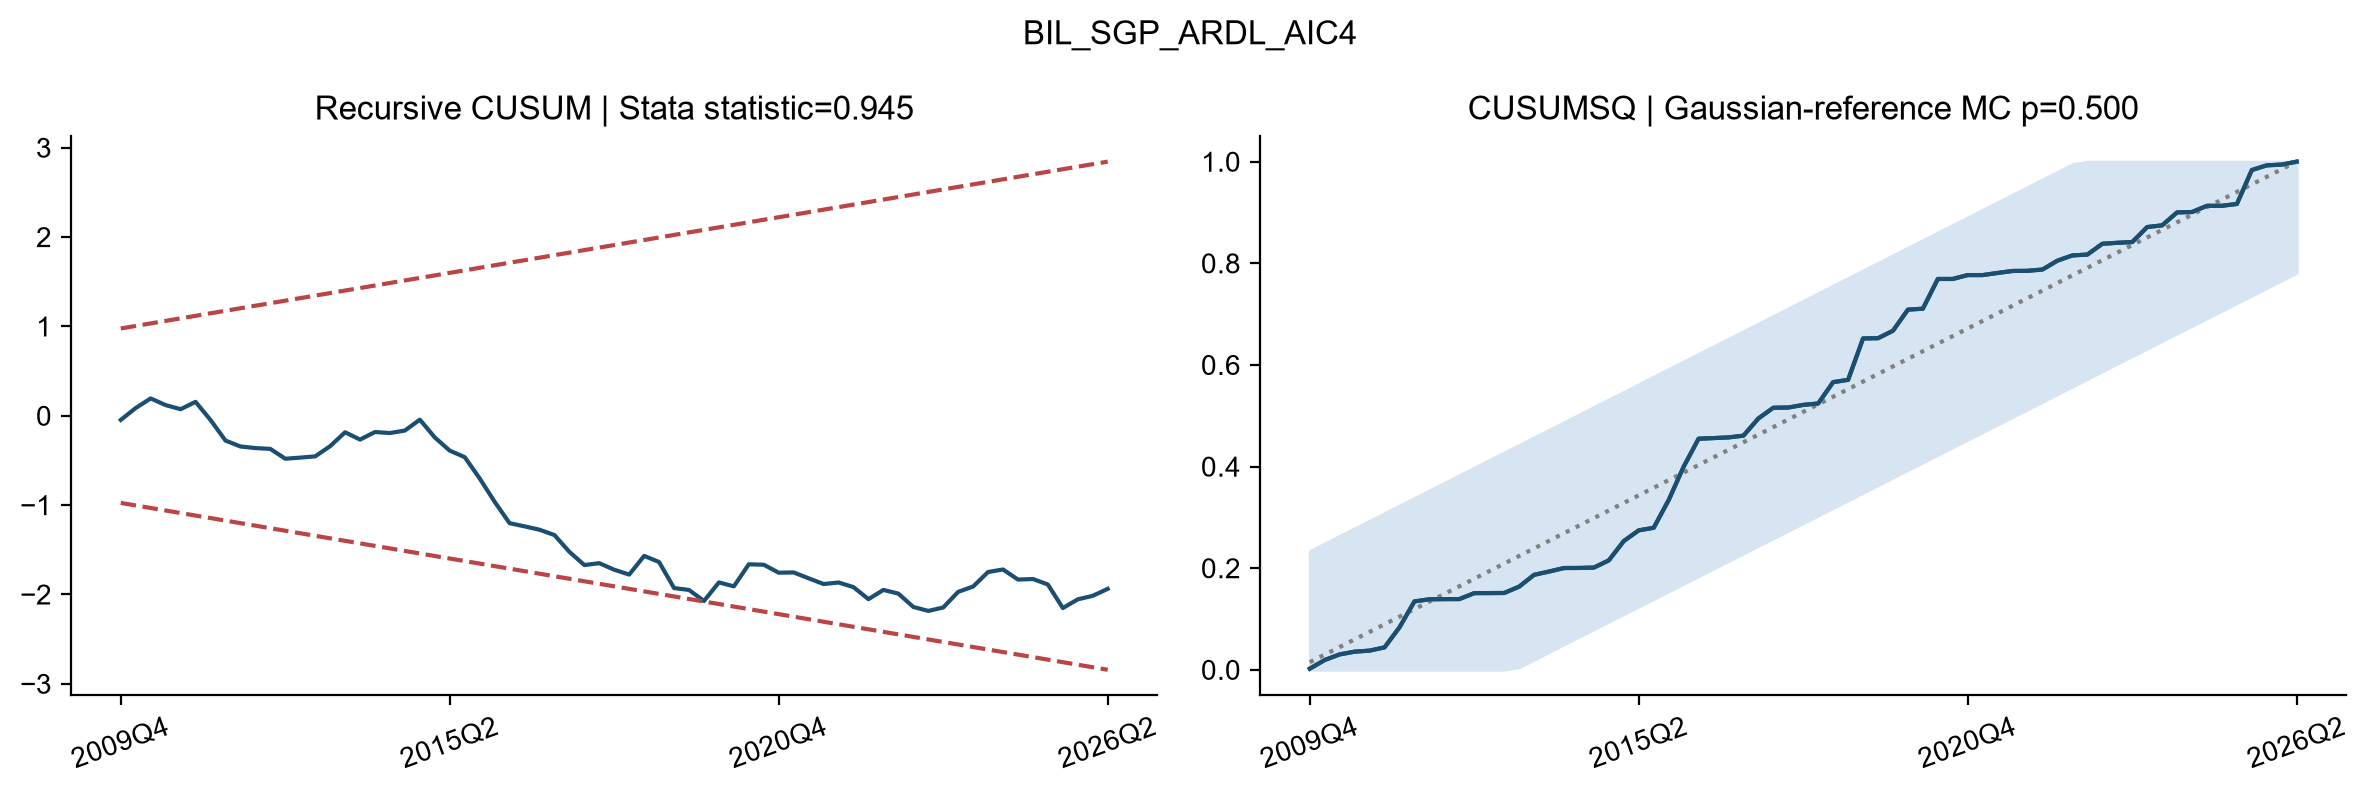 BIL_SGP_ARDL_AIC4
Recursive CUSUM | Stata statistic=0.945
3
2
1
0
−1
−2
−3
2009Q4
2015Q2
2020Q4
2026Q2
CUSUMSQ | Gaussian-reference MC p=0.500
1.0
0.8
0.6
0.4
0.2
0.0
2009Q4
2015Q2
2020Q4
2026Q2